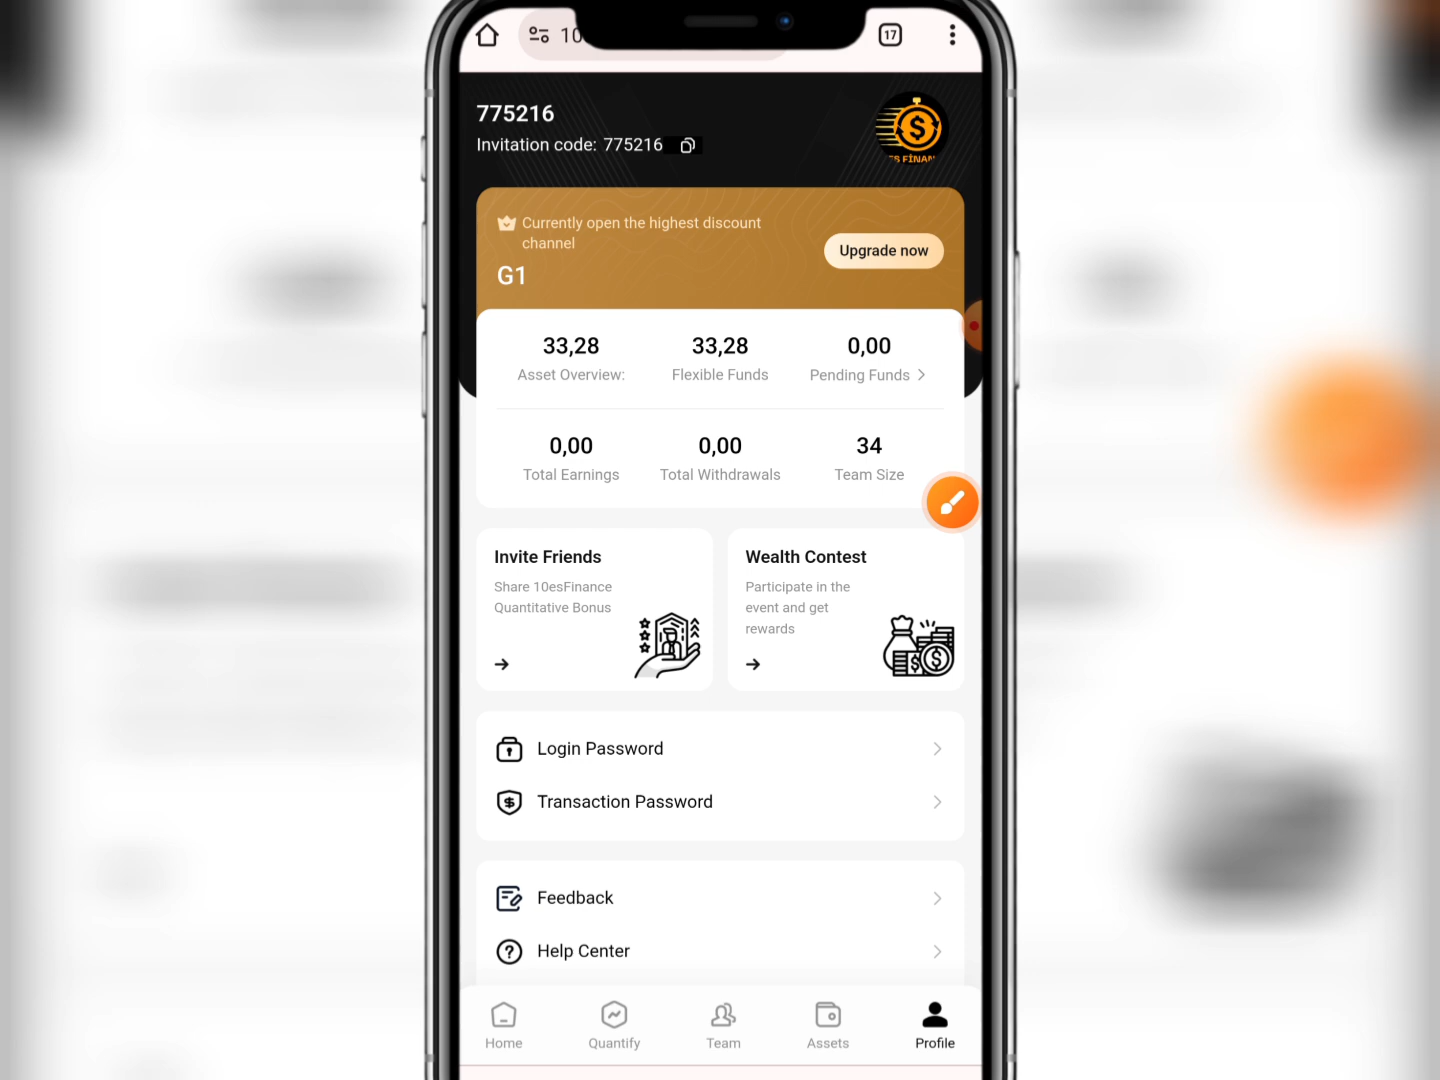 10
17
775216
Invitation code: 775216
Currently open the highest discount
channel
Upgrade now
G1
33,28
33,28
0,00
Asset Overview:
Flexible Funds
Pending Funds
0,00
0,00
34
Total Earnings
Total Withdrawals
Team Size
Invite Friends
Share 10esFinance
Quantitative Bonus
Wealth Contest
Participate in the
event and get
rewards
Login Password
Transaction Password
Feedback
Help Center
Home
Quantify
Team
Assets
Profile